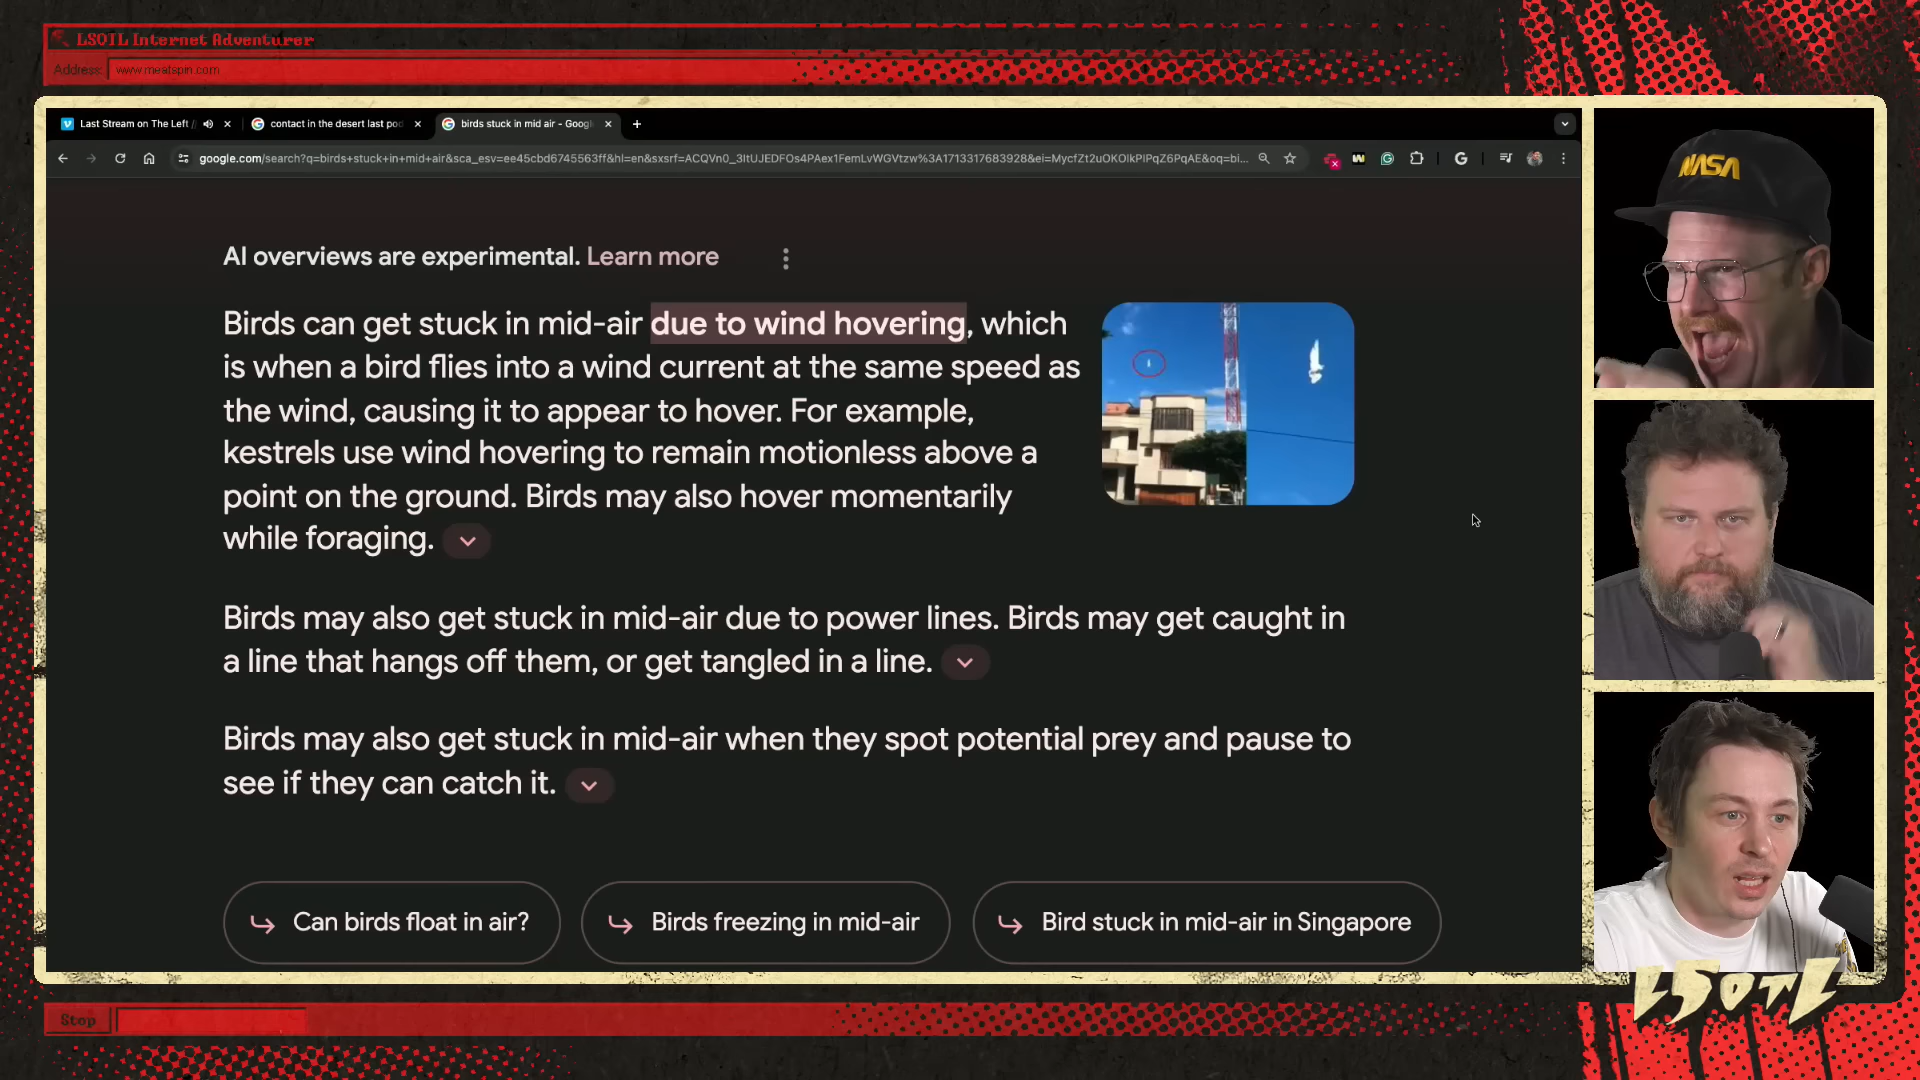 LSOTL Internet Adventurer
Address: www.meatspin.com
Last Stream on The Left /
contact in the desert last pod
birds stuck in mid air - Goog
google.com/search?q=birds+stuck+in+mid+air&sca_esv=ee45cbd6745563ff&hl=en&sxsrf=ACQVn0_3ItUJEDFOs4PAex1FemLvWGVtzw%3A1713317683928&ei=MycfZt2uOKOlkPIPqZ6PqAE&oq=bi...
NASA
AI overviews are experimental. Learn more
Birds can get stuck in mid-air due to wind hovering, which
is when a bird flies into a wind current at the same speed as
the wind, causing it to appear to hover. For example,
kestrels use wind hovering to remain motionless above a
point on the ground. Birds may also hover momentarily
while foraging.
Birds may also get stuck in mid-air due to power lines. Birds may get caught in
a line that hangs off them, or get tangled in a line.
Birds may also get stuck in mid-air when they spot potential prey and pause to
see if they can catch it.
Can birds float in air?
Birds freezing in mid-air
Bird stuck in mid-air in Singapore
LSOTL
Stop